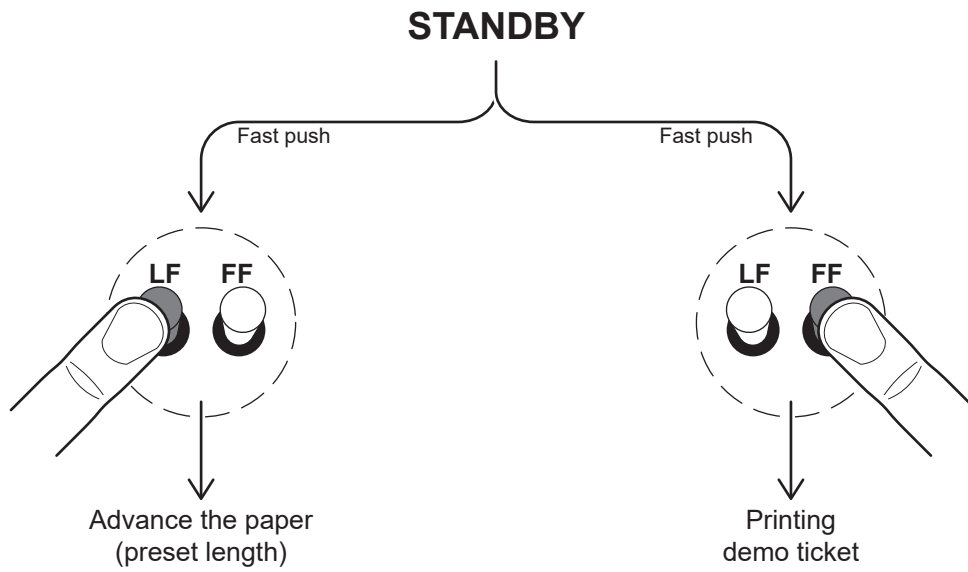 STANDBY
Fast push
Fast push
LF FF
LF FF
Advance the paper
(preset length)
Printing
demo ticket